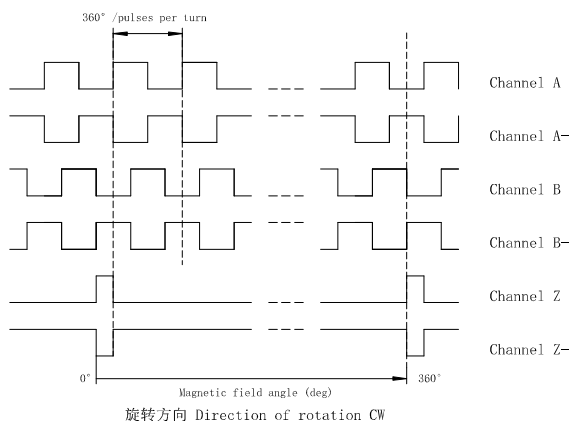 360° /pulses per turn
Channel A
Channel A-
Channel B
Channel B-
Channel Z
Channel Z-
0°
360°
Magnetic field angle (deg)
旋转方向 Direction of rotation CW